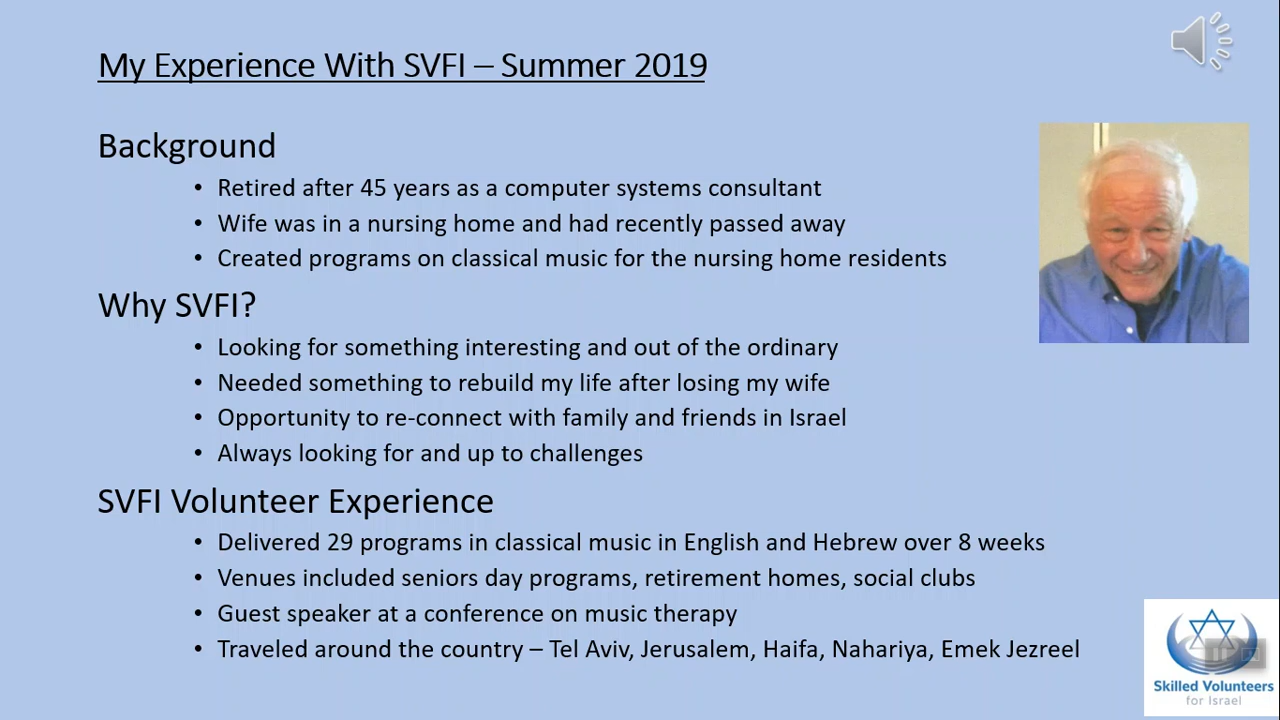 My Experience With SVFI – Summer 2019
Background
• Retired after 45 years as a computer systems consultant
• Wife was in a nursing home and had recently passed away
• Created programs on classical music for the nursing home residents
Why SVFI?
• Looking for something interesting and out of the ordinary
• Needed something to rebuild my life after losing my wife
• Opportunity to re-connect with family and friends in Israel
• Always looking for and up to challenges
SVFI Volunteer Experience
• Delivered 29 programs in classical music in English and Hebrew over 8 weeks
• Venues included seniors day programs, retirement homes, social clubs
• Guest speaker at a conference on music therapy
• Traveled around the country – Tel Aviv, Jerusalem, Haifa, Nahariya, Emek Jezreel
Skilled Volunteers
for Israel